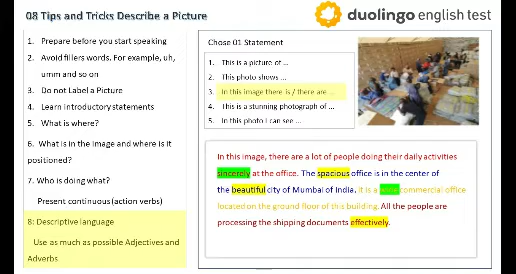 08 Tips and Tricks Describe a Picture
duolingo english test
1. Prepare before you start speaking
2. Avoid fillers words. For example, uh,
umm and so on
3. Do not Label a Picture
4. Learn introductory statements
5. What is where?
6. What is in the image and where is it
positioned?
7. Who is doing what?
Present continuous (action verbs)
8: Descriptive language
Use as much as possible Adjectives and
Adverbs
Chose 01 Statement
1. This is a picture of ...
2. This photo shows ...
3. In this image there is / there are ...
4. This is a stunning photograph of ...
5. In this photo I can see ...
In this image, there are a lot of people doing their daily activities
sincerely at the office. The spacious office is in the center of
the beautiful city of Mumbai of India. It is a commercial office
located on the ground floor of this building. All the people are
processing the shipping documents effectively.